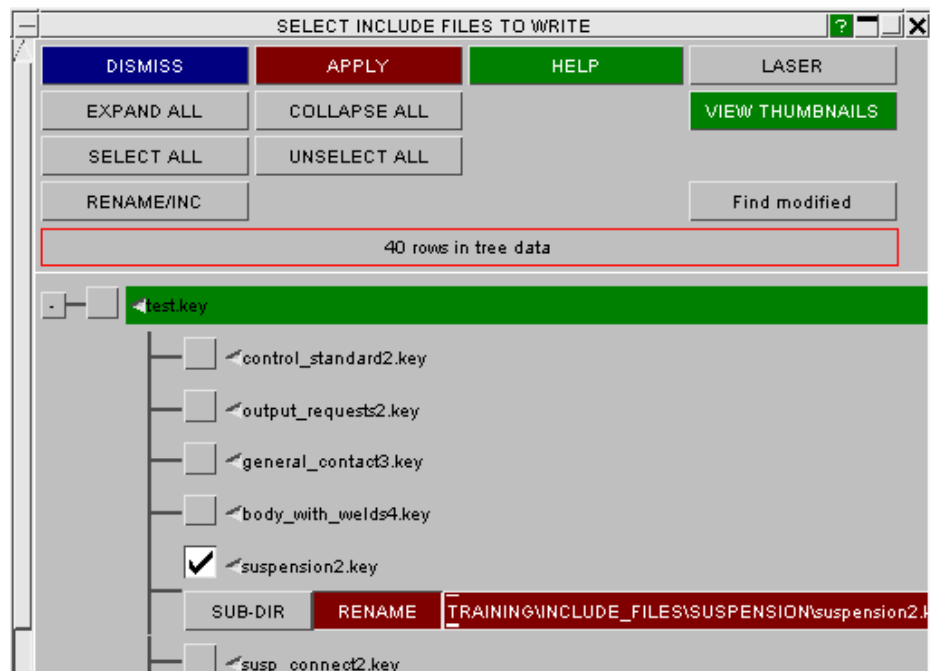 SELECT INCLUDE FILES TO WRITE ?
DISMISS APPLY HELP LASER
EXPAND ALL COLLAPSE ALL VIEW THUMBNAILS
SELECT ALL UNSELECT ALL
RENAME/INC Find modified
40 rows in tree data
test.key
control_standard2.key
output_requests2.key
general_contact3.key
body_with_welds4.key
suspension2.key
SUB-DIR RENAME TRAINING\INCLUDE_FILES\SUSPENSION\suspension2.k
susp_connect2.key